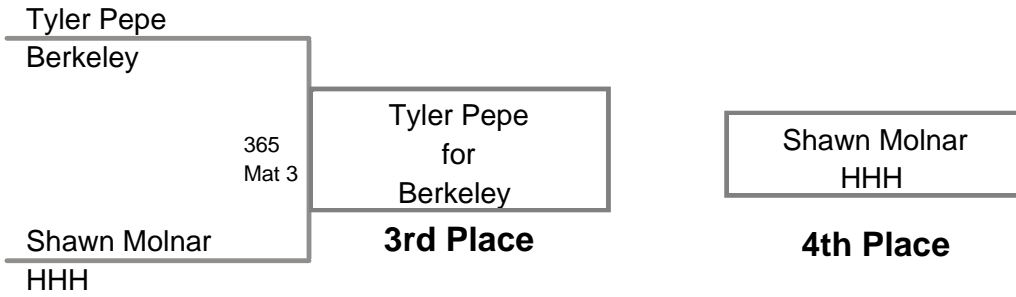 Tyler Pepe
Berkeley
365
Mat 3
Shawn Molnar
HHH
Tyler Pepe
for
Berkeley
3rd Place
Shawn Molnar
HHH
4th Place